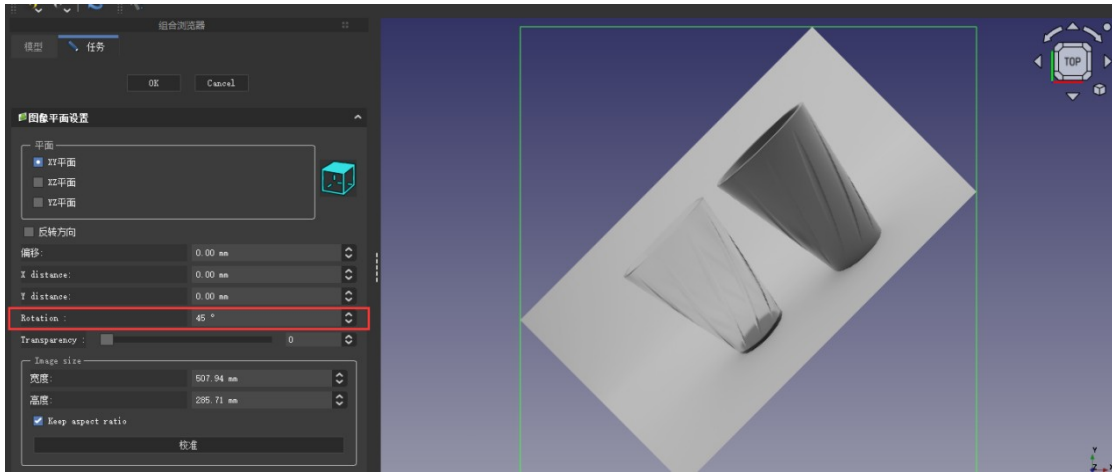 组合浏览器
模型
任务
OK
Cancel
图像平面设置
平面
XY平面
XZ平面
YZ平面
反转方向
偏移: 0.00 mm
X distance: 0.00 mm
Y distance: 0.00 mm
Rotation : 45 °
Transparency : 0
Image size
宽度: 507.94 mm
高度: 285.71 mm
Keep aspect ratio
校准
TOP
Y
Z